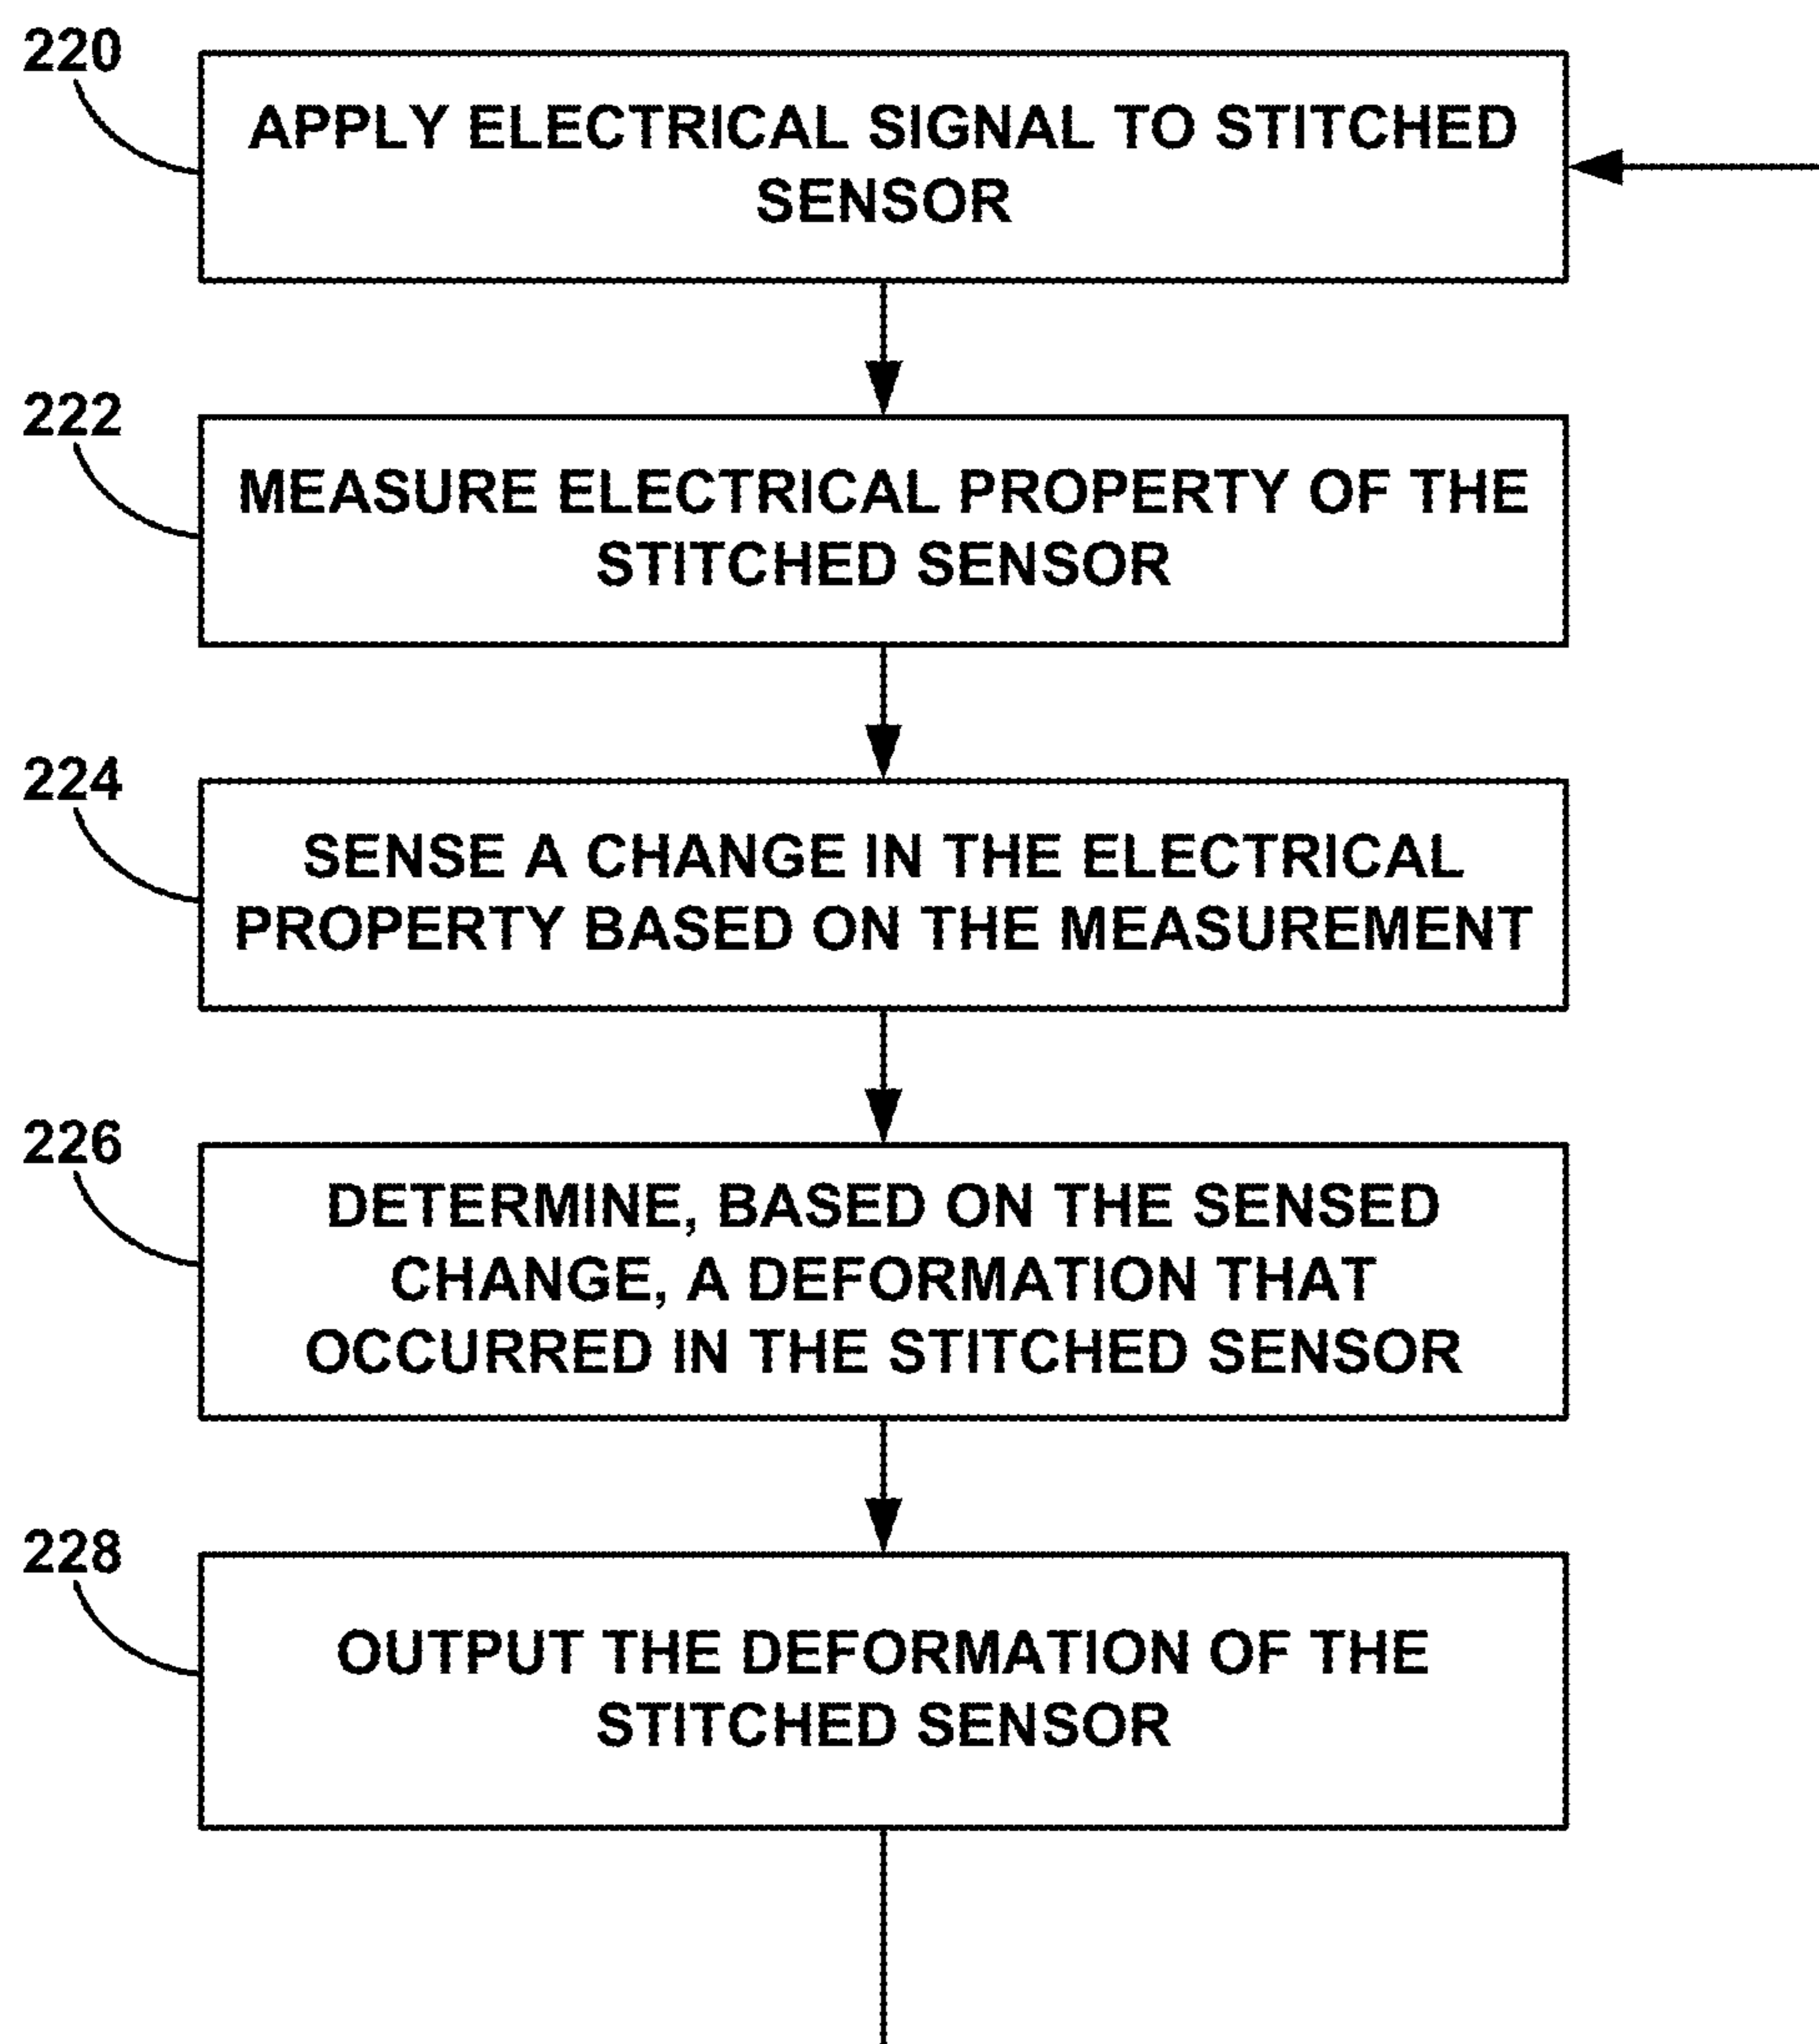 220
APPLY ELECTRICAL SIGNAL TO STITCHED
SENSOR
222
MEASURE ELECTRICAL PROPERTY OF THE
STITCHED SENSOR
224
SENSE A CHANGE IN THE ELECTRICAL
PROPERTY BASED ON THE MEASUREMENT
226
DETERMINE, BASED ON THE SENSED
CHANGE, A DEFORMATION THAT
OCCURRED IN THE STITCHED SENSOR
228
OUTPUT THE DEFORMATION OF THE
STITCHED SENSOR